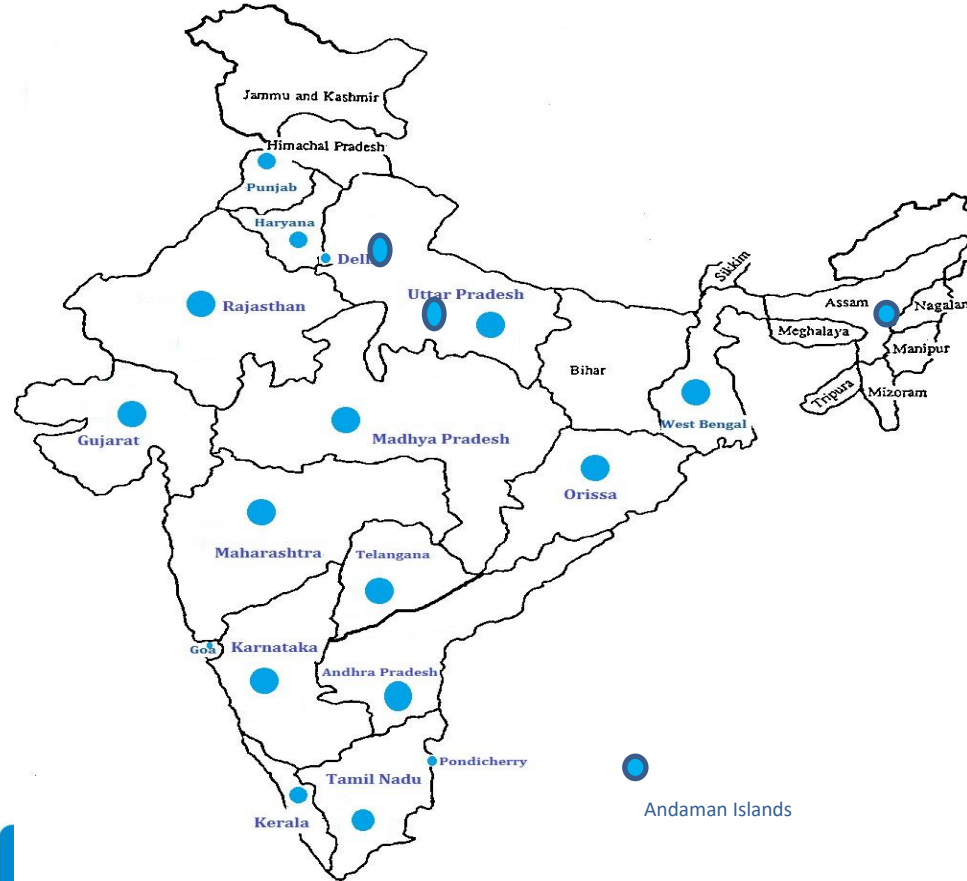 Jammu and Kashmir
Himachal Pradesh
Punjab
Haryana
Delh
Sikkim
Uttar Pradesh
Rajasthan
Assam
Nagalan
Meghalaya
Manipur
Bihar
Tripura
Mizoram
West Bengal
Gujarat
Madhya Pradesh
Orissa
Maharashtra
Telangana
Goa
Karnataka
Andhra Pradesh
Pondicherry
Tamil Nadu
Kerala
Andaman Islands